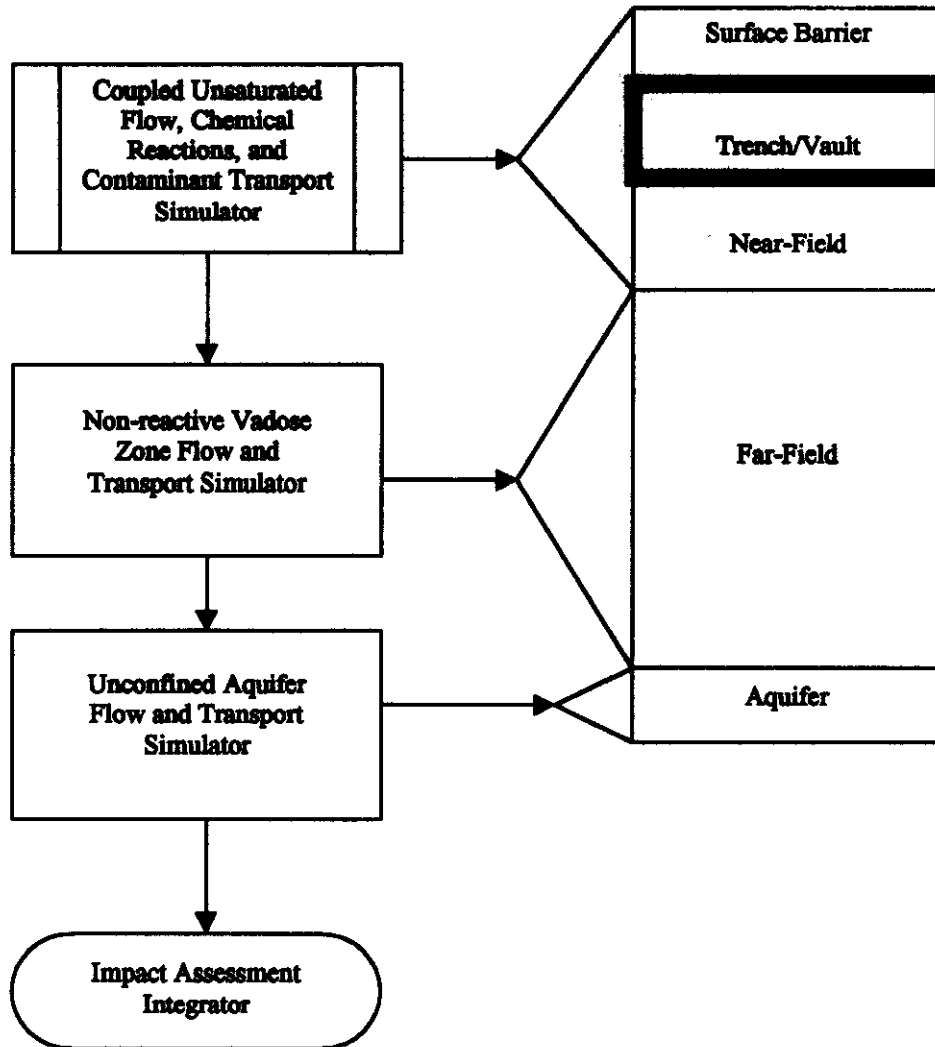 Coupled Unsaturated
Flow, Chemical
Reactions, and
Contaminant Transport
Simulator
Non-reactive Vadose
Zone Flow and
Transport Simulator
Unconfined Aquifer
Flow and Transport
Simulator
Impact Assessment
Integrator
Surface Barrier
Trench/Vault
Near-Field
Far-Field
Aquifer